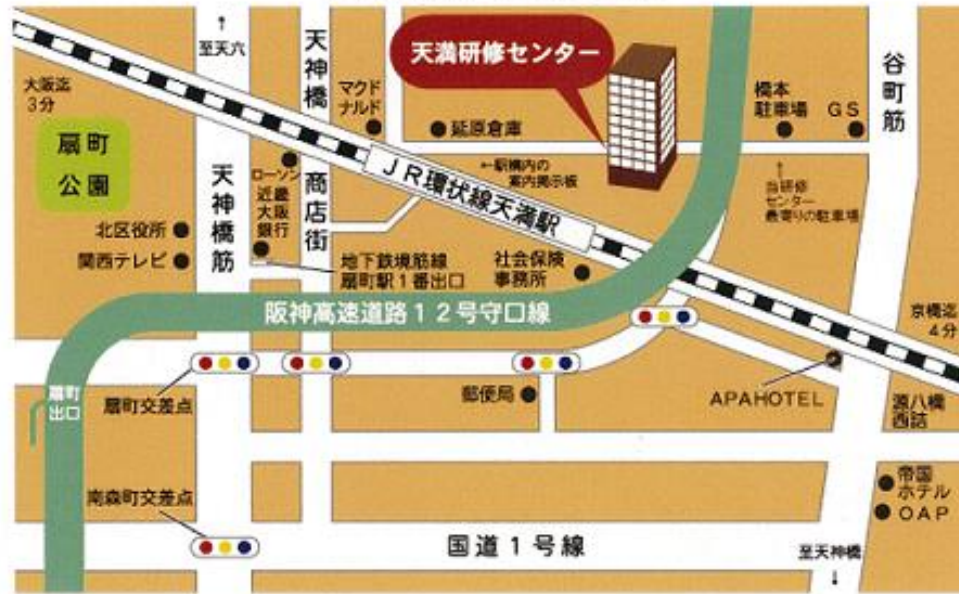 ↑
至天六
天神橋
商店街
マクド
ナルド
天満研修センター
大阪迄
3分
扇町
公園
延原倉庫
橋本
駐車場
GS
谷町筋
天神橋筋
ローソン
近畿
大阪
銀行
JR環状線天満駅
←駅構内の
案内掲示板
↑
当研修
センター
最寄りの駐車場
北区役所
関西テレビ
地下鉄境筋線
扇町駅1番出口
社会保険
事務所
阪神高速道路12号守口線
京橋迄
4分
扇町
出口
扇町交差点
郵便局
APAHOTEL
源八橋
西詰
南森町交差点
帝国
ホテル
OAP
国道1号線
至天神橋
↓